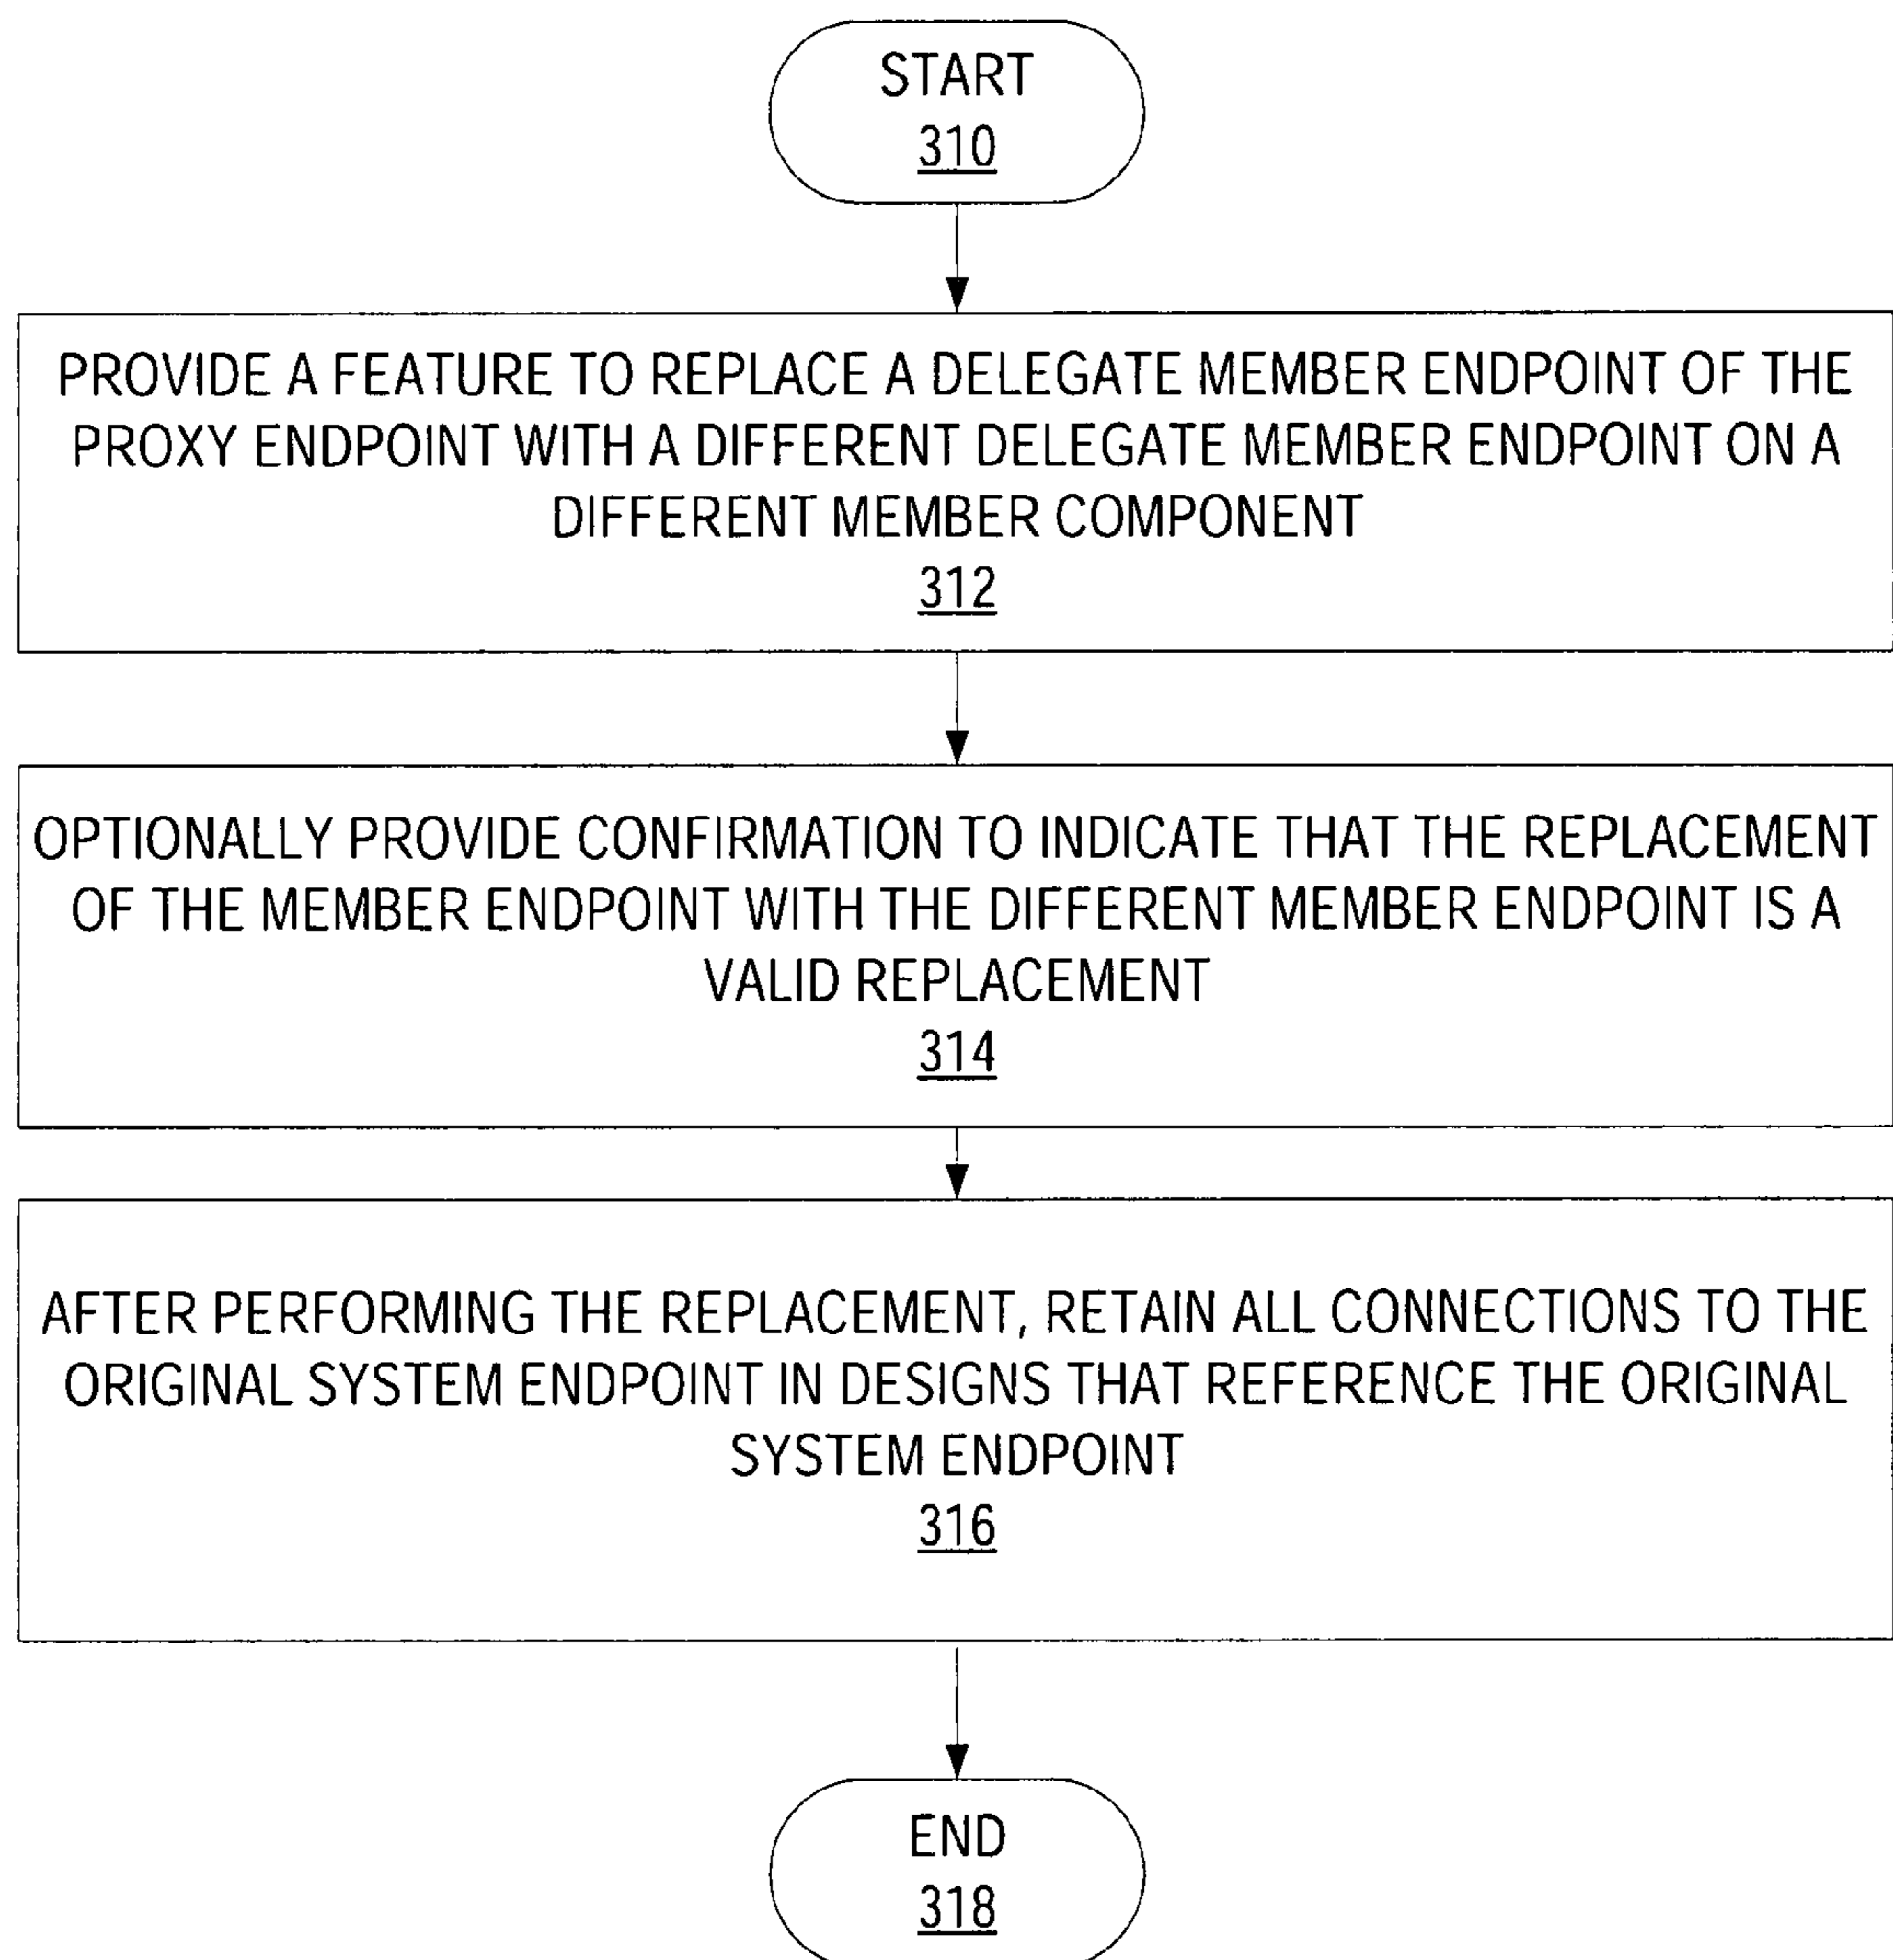 START
310
PROVIDE A FEATURE TO REPLACE A DELEGATE MEMBER ENDPOINT OF THE
PROXY ENDPOINT WITH A DIFFERENT DELEGATE MEMBER ENDPOINT ON A
DIFFERENT MEMBER COMPONENT
312
OPTIONALLY PROVIDE CONFIRMATION TO INDICATE THAT THE REPLACEMENT
OF THE MEMBER ENDPOINT WITH THE DIFFERENT MEMBER ENDPOINT IS A
VALID REPLACEMENT
314
AFTER PERFORMING THE REPLACEMENT, RETAIN ALL CONNECTIONS TO THE
ORIGINAL SYSTEM ENDPOINT IN DESIGNS THAT REFERENCE THE ORIGINAL
SYSTEM ENDPOINT
316
END
318